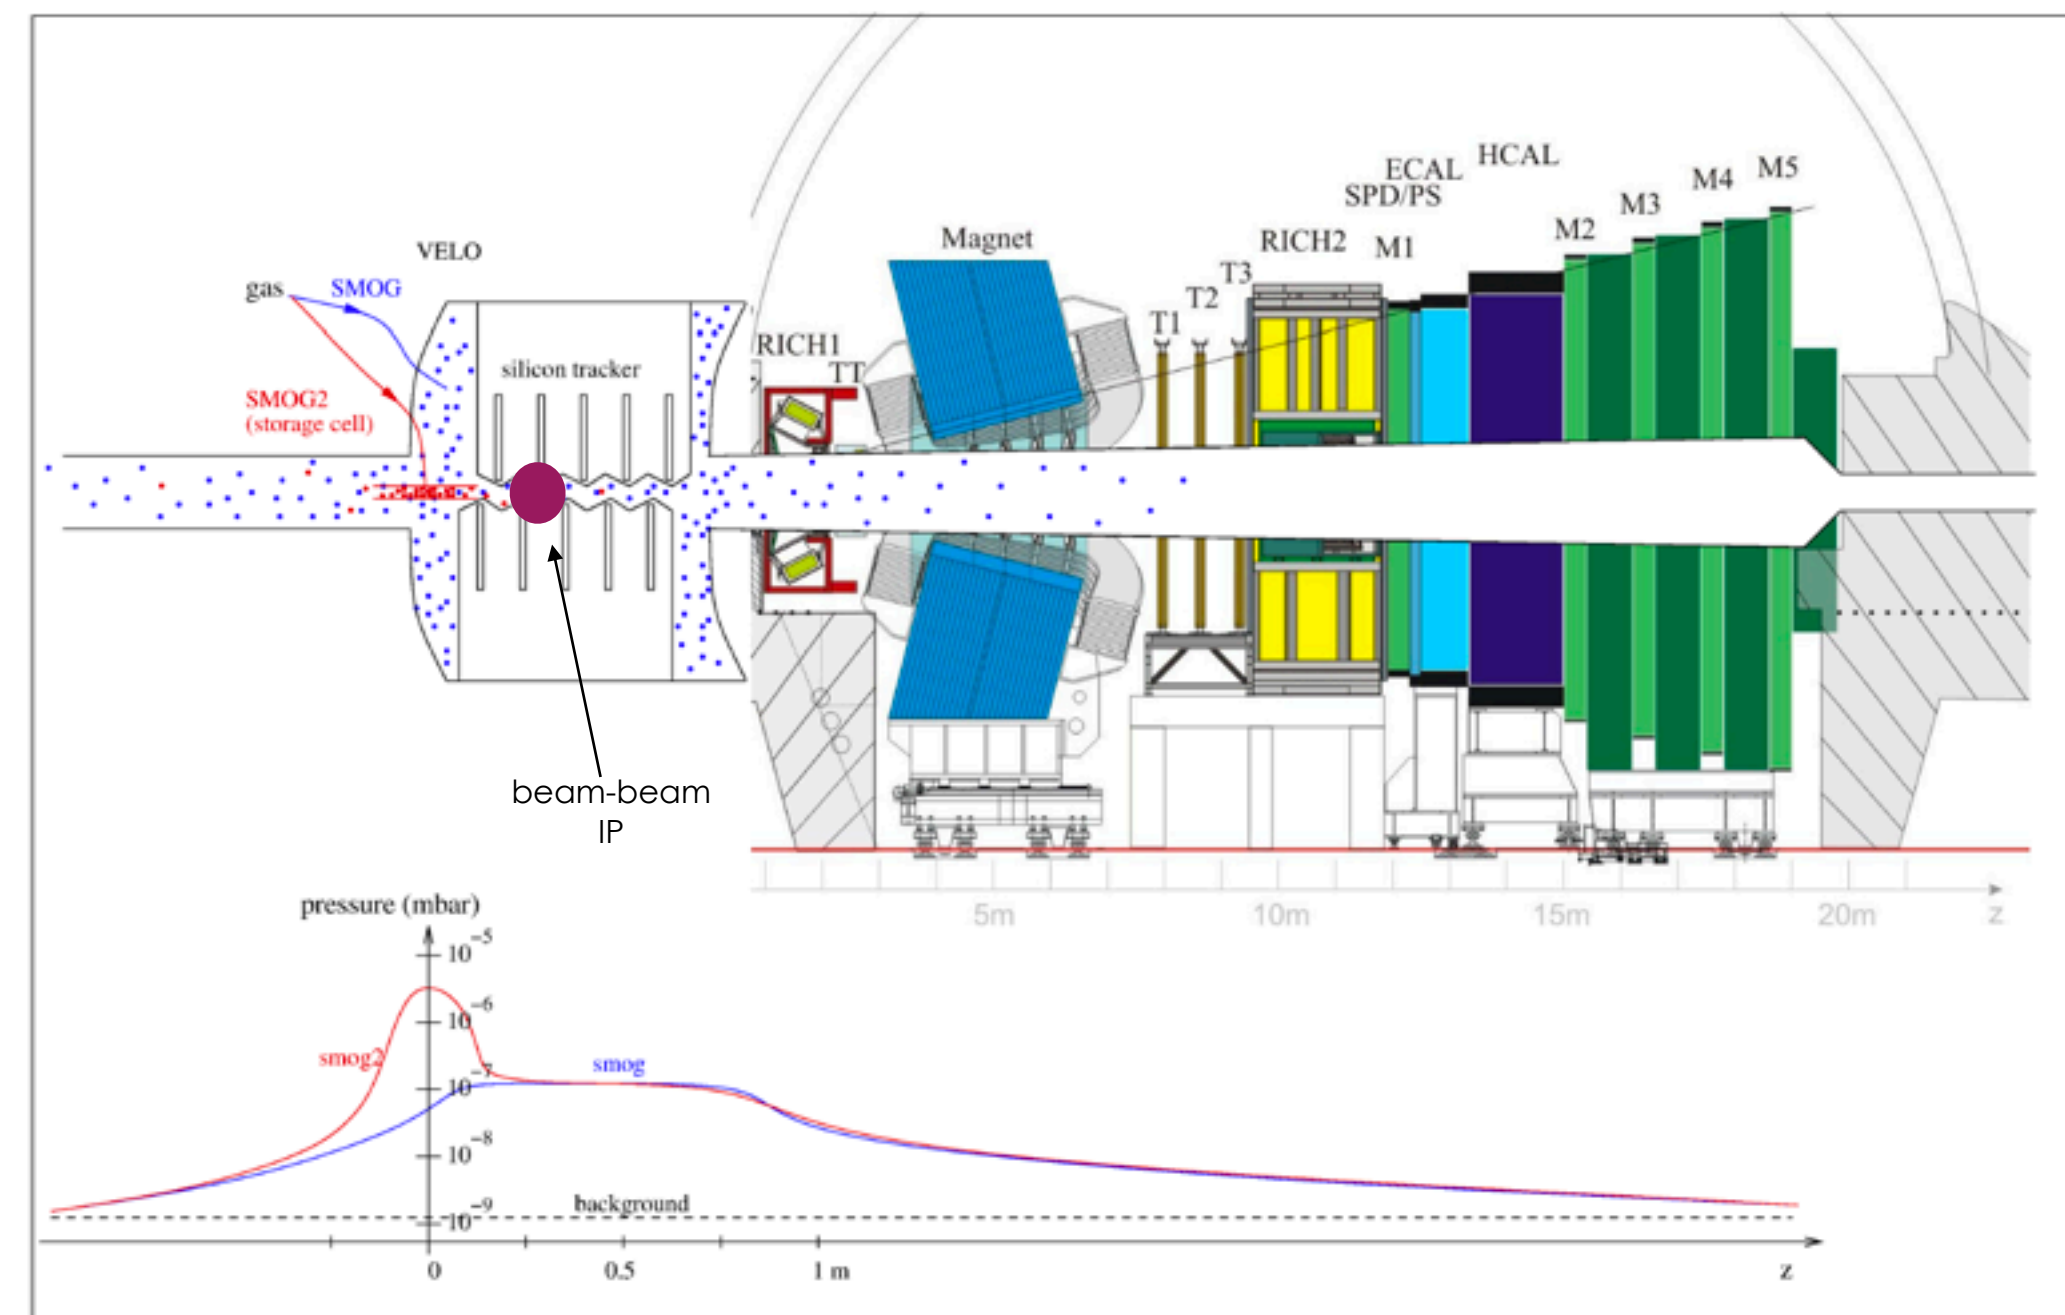 HCAL
ECAL
M5
M4
SPD/PS
M3
M2
Magnet
RICH2
M1
VELO
T3
gas
SMOG
T2
T1
RICH1
TT
silicon tracker
SMOG2
(storage cell)
beam-beam
IP
5m
10m
15m
20m
z
pressure (mbar)
10⁻⁵
10⁻⁶
smog2
smog
10⁻⁷
10⁻⁸
background
10⁻⁹
0
0.5
1 m
z